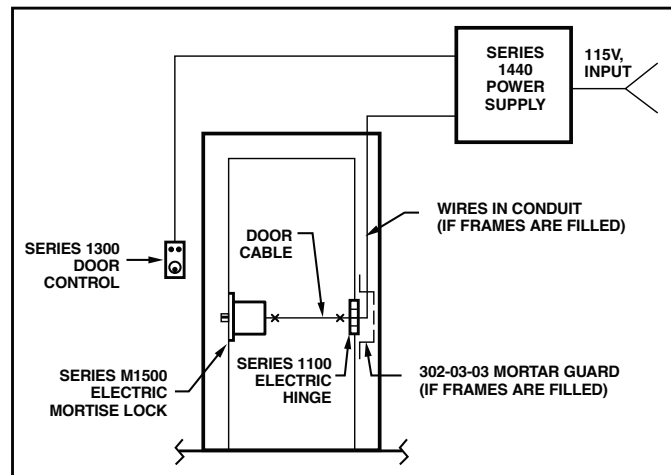 SERIES
1440
POWER
SUPPLY
115V,
INPUT
WIRES IN CONDUIT
(IF FRAMES ARE FILLED)
SERIES 1300
DOOR
CONTROL
DOOR
CABLE
SERIES M1500
ELECTRIC
MORTISE LOCK
SERIES 1100
ELECTRIC
HINGE
302-03-03 MORTAR GUARD
(IF FRAMES ARE FILLED)